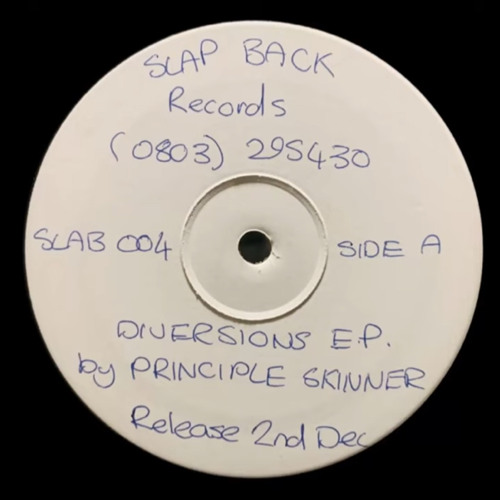 SLAP BACK
Records
(0803) 295430
SLAB 004 SIDE A
DIVERSIONS E.P.
by PRINCIPLE SKINNER
Release 2nd Dec